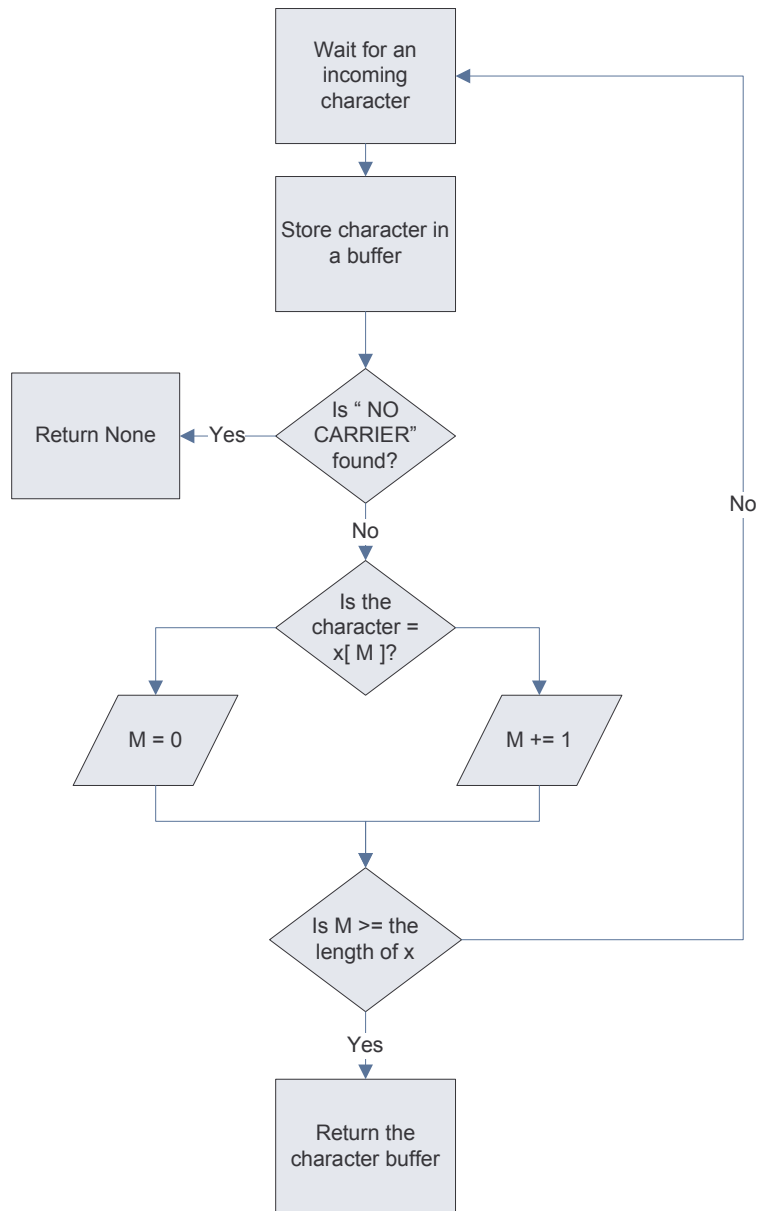 Wait for an
incoming
character
Store character in
a buffer
Is “ NO
CARRIER”
found?
Yes
Return None
No
No
Is the
character =
x[ M ]?
M = 0
M += 1
Is M >= the
length of x
Yes
Return the
character buffer